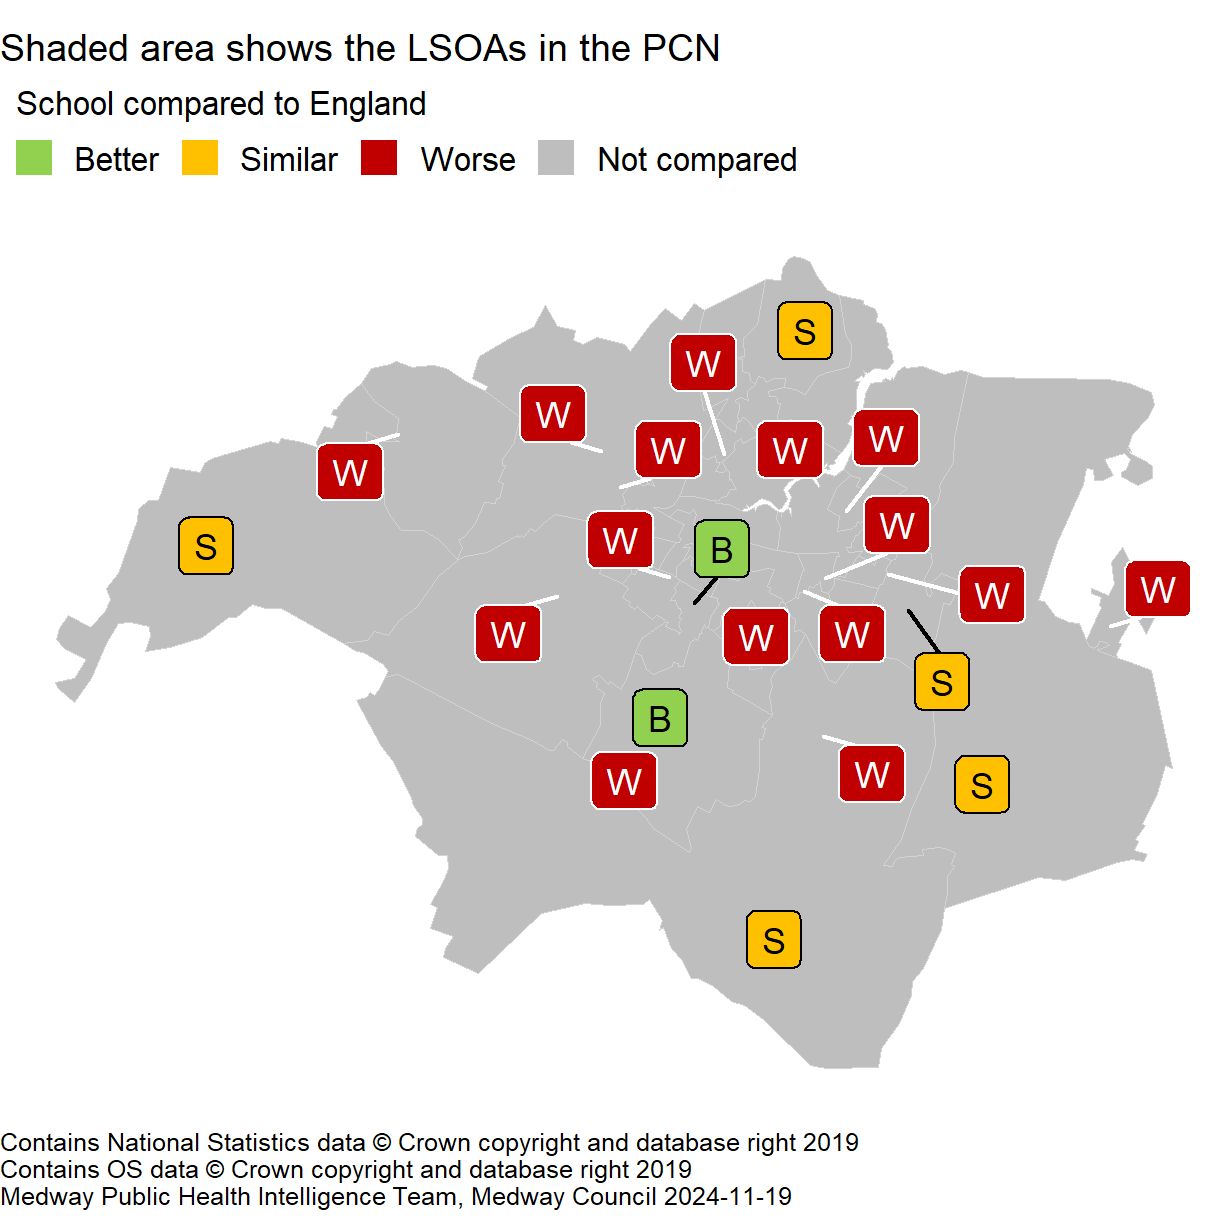 Shaded area shows the LSOAs in the PCN
School compared to England
Better Similar Worse Not compared
S
W
W
W
W
W
W
W
S
W
B
W
W
W
W
W
S
B
W
W
S
S
Contains National Statistics data © Crown copyright and database right 2019
Contains OS data © Crown copyright and database right 2019
Medway Public Health Intelligence Team, Medway Council 2024-11-19